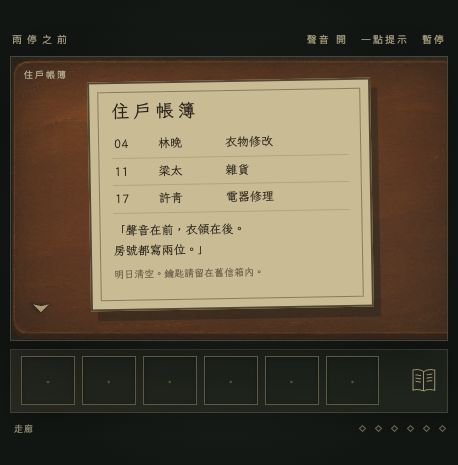 雨停之前
聲音 開 一點提示 暫停
住戶帳簿
住戶帳簿
04 林晚 衣物修改
11 梁太 雜貨
17 許青 電器修理
「聲音在前，衣領在後。
房號都寫兩位。」
明日清空。鑰匙請留在舊信箱內。
走廊